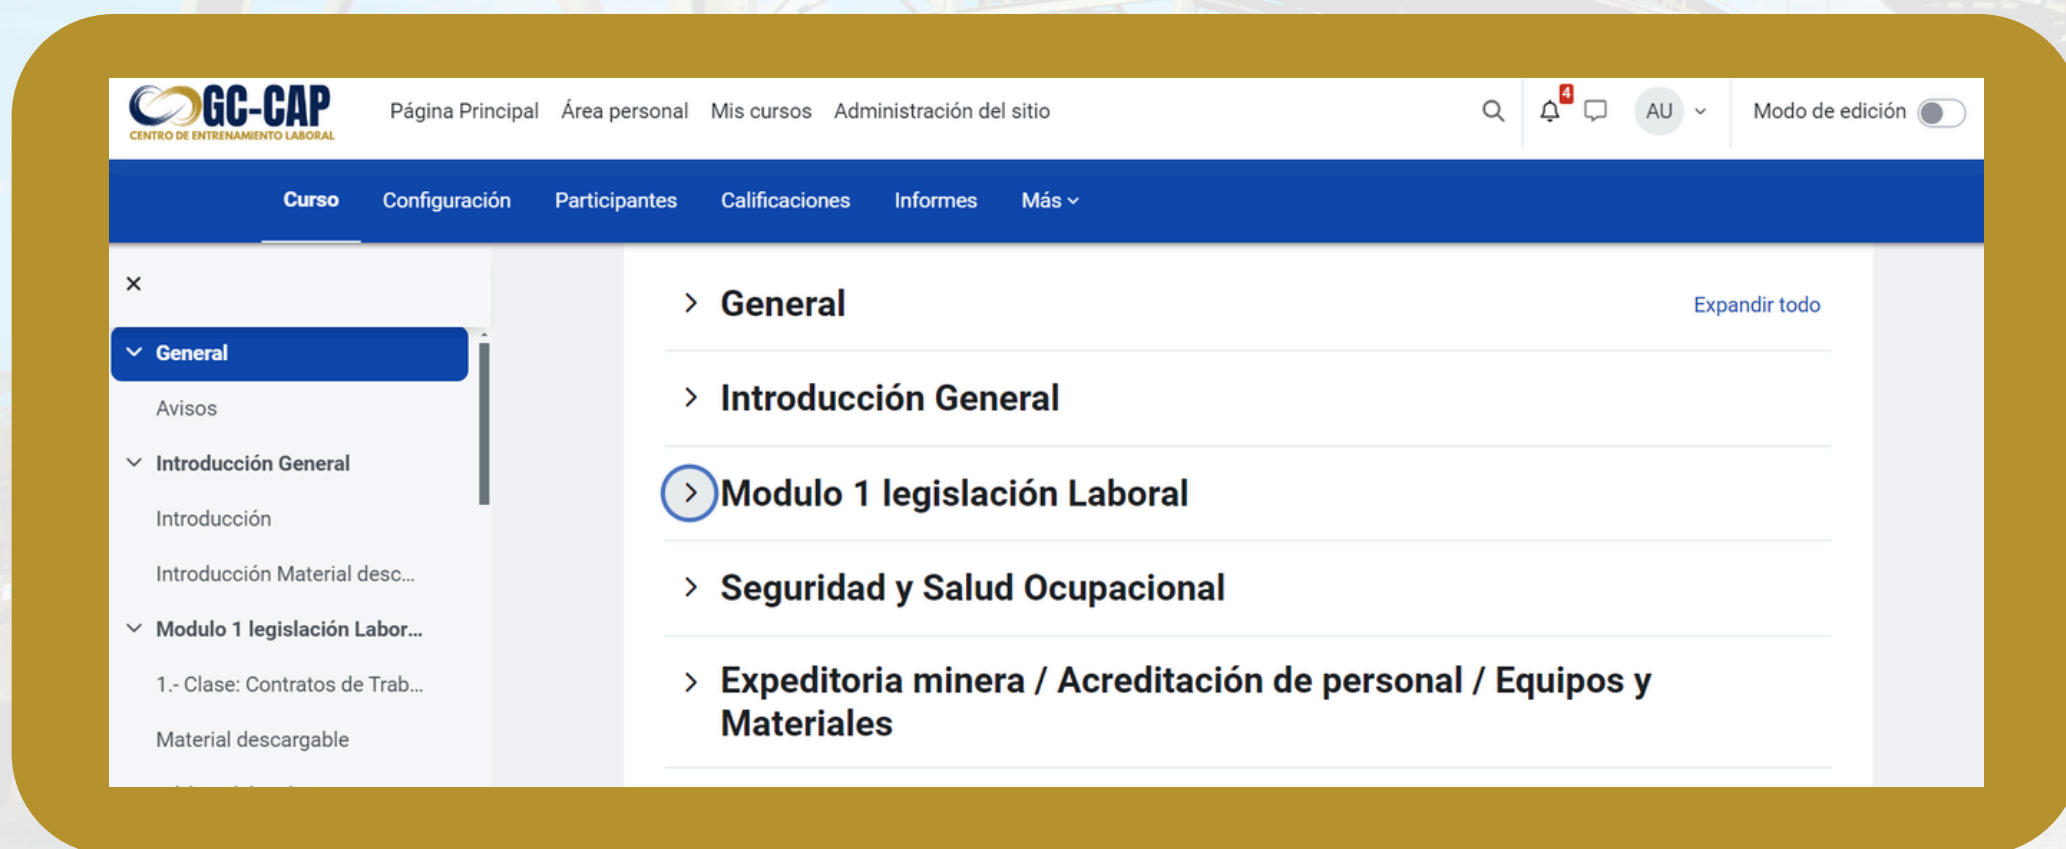 GC-CAP
CENTRO DE ENTRENAMIENTO LABORAL
Página Principal Área personal Mis cursos Administración del sitio
4
AU
Modo de edición
Curso Configuración Participantes Calificaciones Informes Más
General
Avisos
Introducción General
Introducción
Introducción Material desc...
Modulo 1 legislación Labor...
1.- Clase: Contratos de Trab...
Material descargable
General
Expandir todo
Introducción General
Modulo 1 legislación Laboral
Seguridad y Salud Ocupacional
Expeditoria minera / Acreditación de personal / Equipos y
Materiales